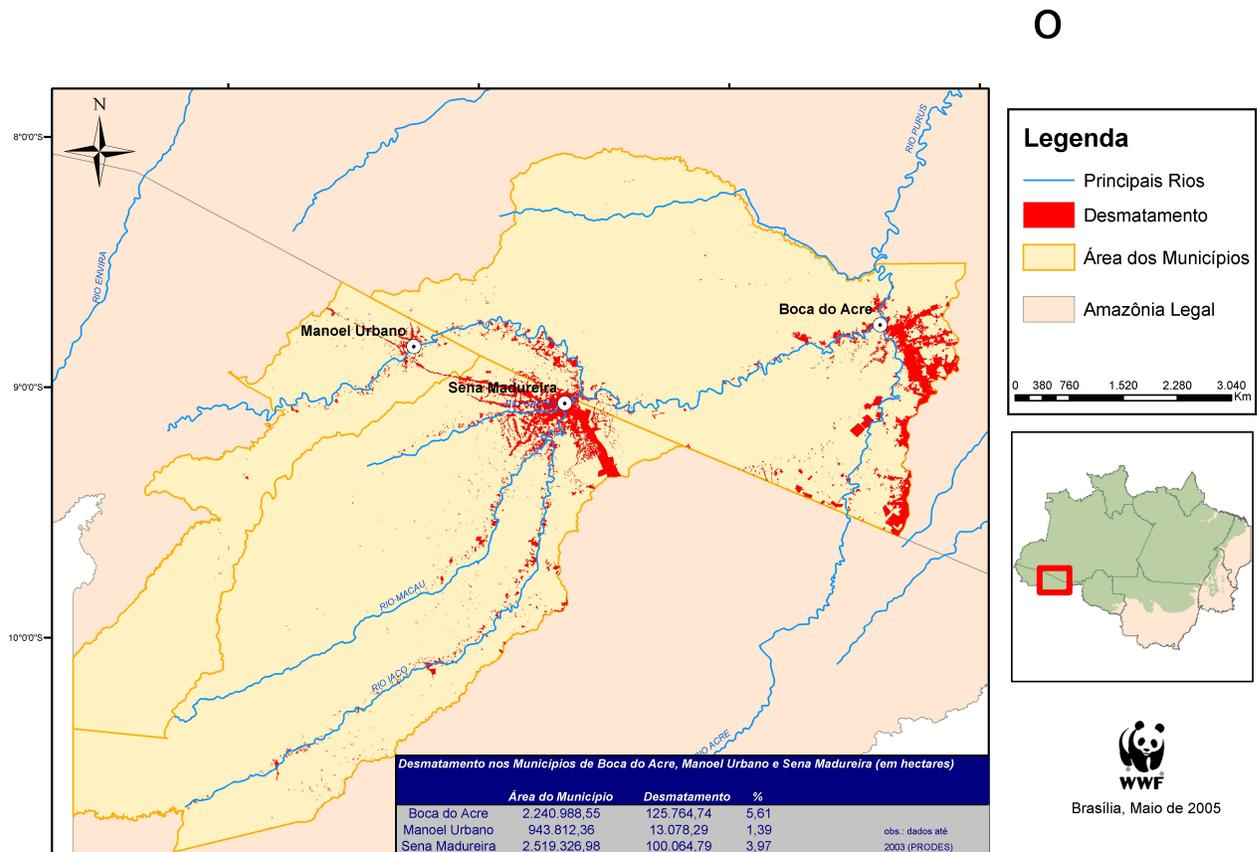 O
N
8°0'0"S
9°0'0"S
10°0'0"S
RIO ENVIRA
RIO PURUS
Manoel Urbano
Boca do Acre
Sena Madureira
RIO MACAU
RIO IACO
RIO ACRE
Legenda
Principais Rios
Desmatamento
Área dos Municípios
Amazônia Legal
0 380 760 1.520 2.280 3.040
Km
WWF
Brasília, Maio de 2005
Desmatamento nos Municípios de Boca do Acre, Manoel Urbano e Sena Madureira (em hectares)
Área do Município Desmatamento %
Boca do Acre 2.240.988,55 125.764,74 5,61
Manoel Urbano 943.812,36 13.078,29 1,39 obs.: dados até
Sena Madureira 2.519.326,98 100.064,79 3,97 2003 (PRODES)